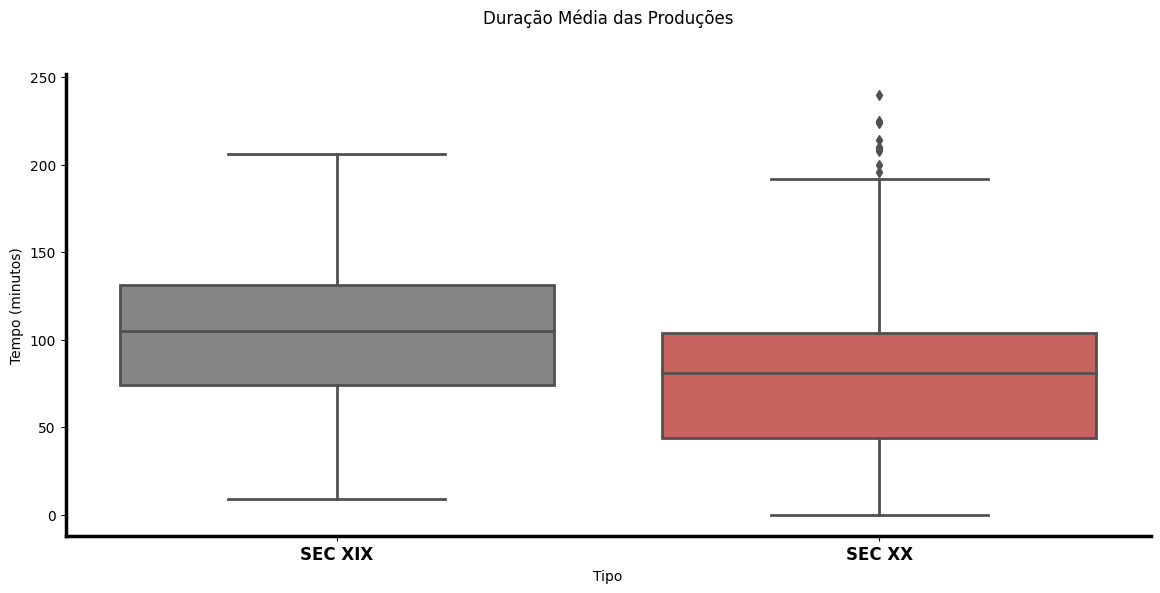 Duração Média das Produções
Tempo (minutos)
250
200
150
100
50
0
SEC XIX
SEC XX
Tipo